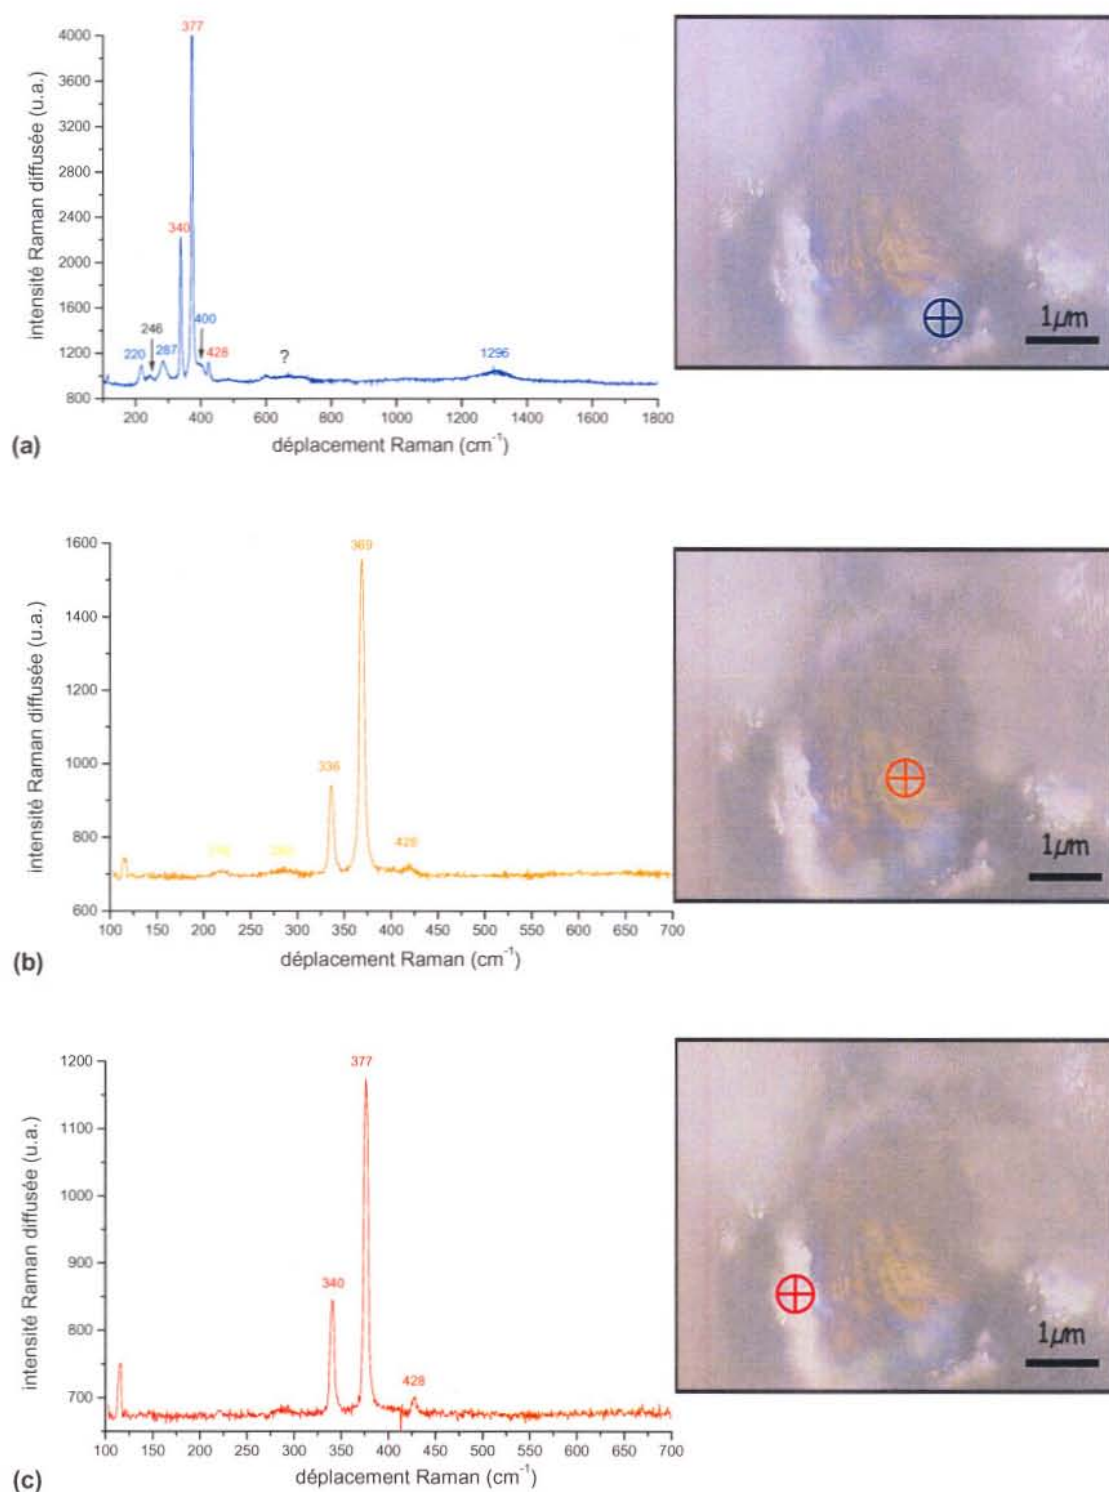 377
4000
3600
3200
2800
2400
2000
1600
1200
800
340
246
400
220
287
428
?
1296
200 400 600 800 1000 1200 1400 1600 1800
intensité Raman diffusée (u.a.)
déplacement Raman (cm⁻¹)
(a)
1µm
1600
1400
1200
1000
800
600
369
336
428
100 150 200 250 300 350 400 450 500 550 600 650 700
intensité Raman diffusée (u.a.)
déplacement Raman (cm⁻¹)
(b)
1µm
1200
1100
1000
900
800
700
377
340
428
100 150 200 250 300 350 400 450 500 550 600 650 700
intensité Raman diffusée (u.a.)
déplacement Raman (cm⁻¹)
(c)
1µm